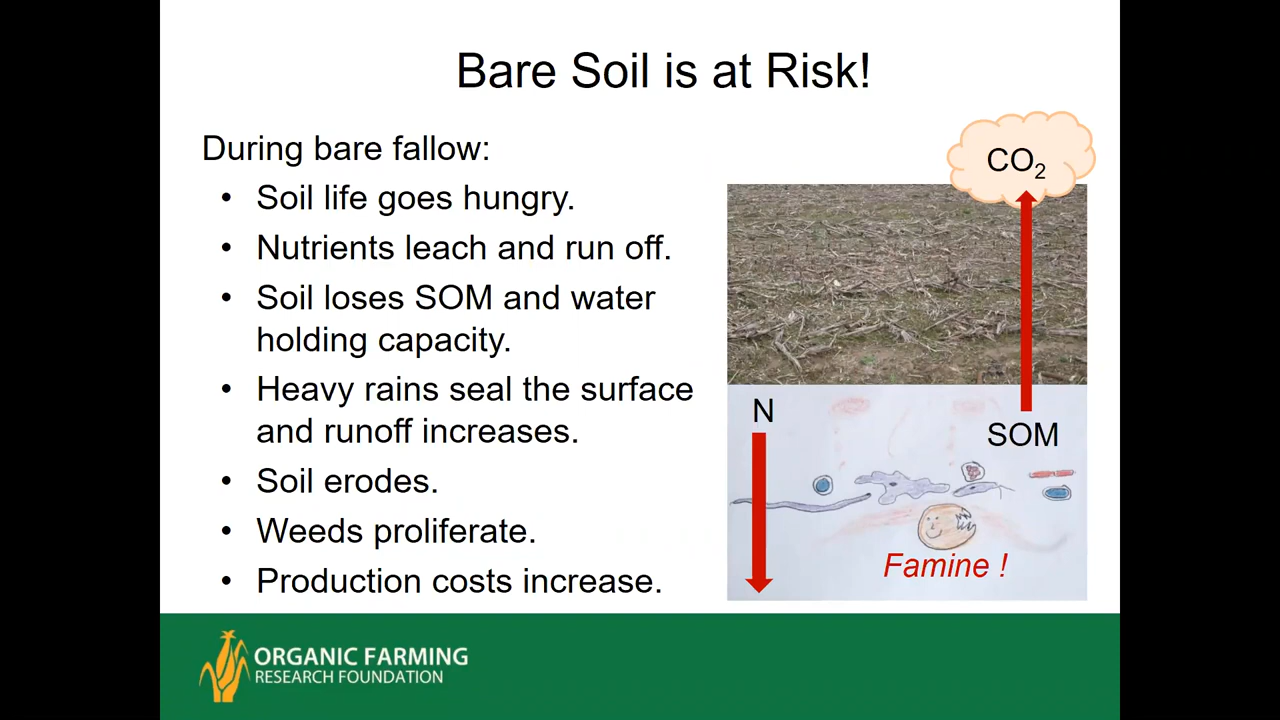 Bare Soil is at Risk!
During bare fallow:
• Soil life goes hungry.
• Nutrients leach and run off.
• Soil loses SOM and water
holding capacity.
• Heavy rains seal the surface
and runoff increases.
• Soil erodes.
• Weeds proliferate.
• Production costs increase.
CO₂
N
SOM
Famine !
ORGANIC FARMING
RESEARCH FOUNDATION